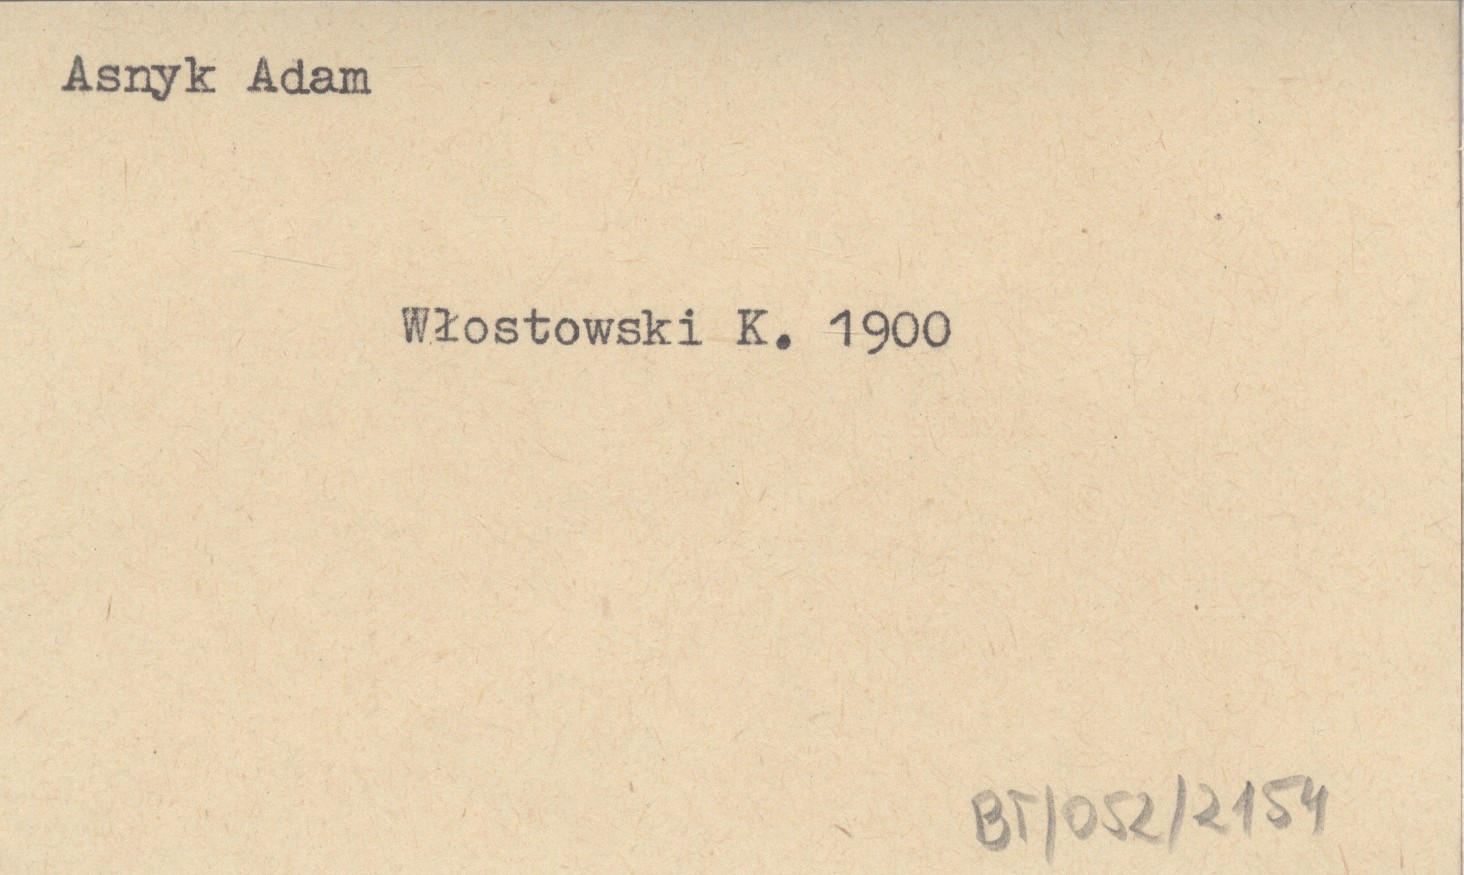 Asnyk Adam
Włostowski K. 1900
BT/052/2154